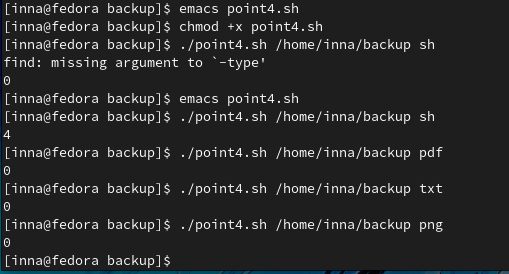 [inna@fedora backup]$ emacs point4.sh
[inna@fedora backup]$ chmod +x point4.sh
[inna@fedora backup]$ ./point4.sh /home/inna/backup sh
find: missing argument to `-type'
0
[inna@fedora backup]$ emacs point4.sh
[inna@fedora backup]$ ./point4.sh /home/inna/backup sh
4
[inna@fedora backup]$ ./point4.sh /home/inna/backup pdf
0
[inna@fedora backup]$ ./point4.sh /home/inna/backup txt
0
[inna@fedora backup]$ ./point4.sh /home/inna/backup png
0
[inna@fedora backup]$